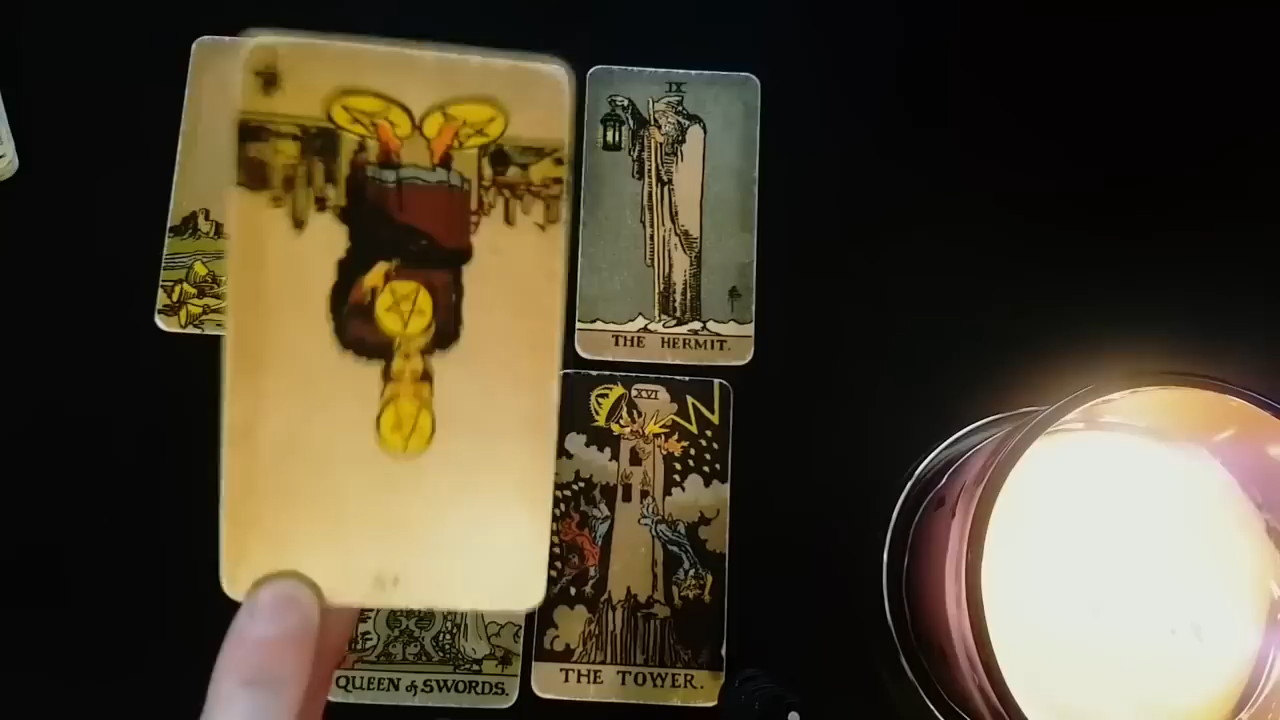 IX
THE HERMIT.
XVI
THE TOWER.
QUEEN of SWORDS.